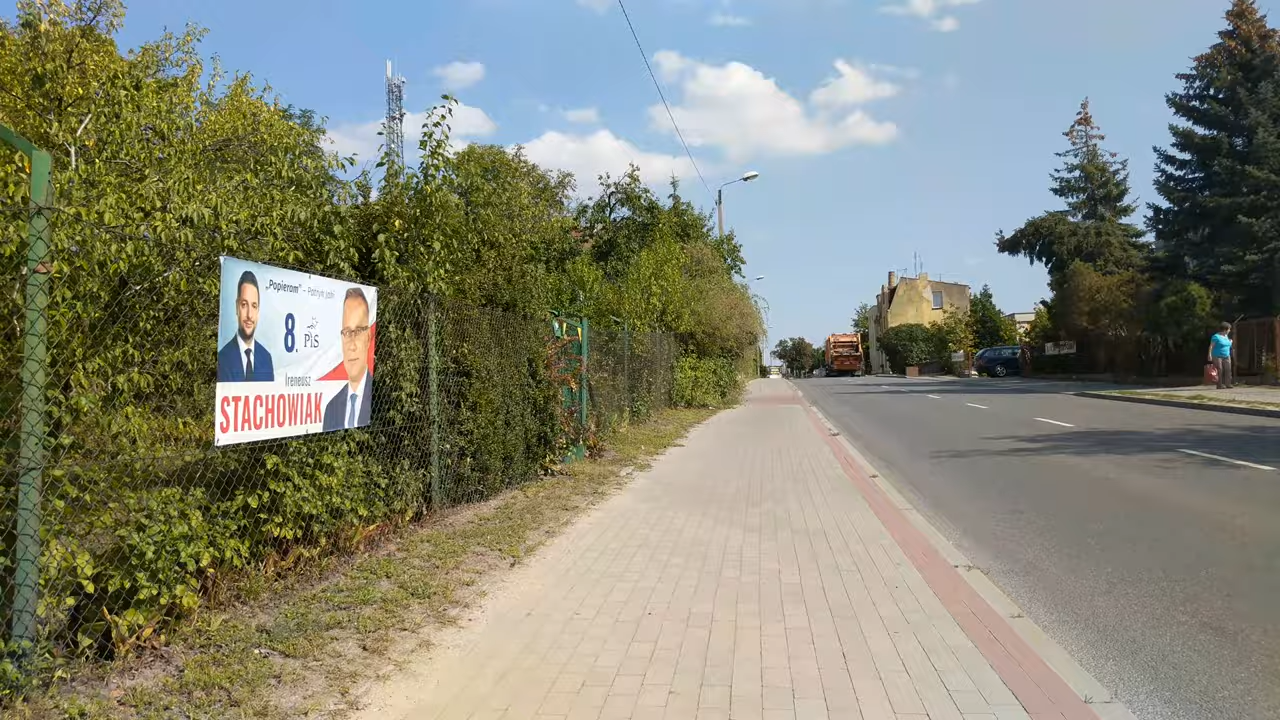 „Popieram" - Patryk Jaki
8.
PiS
Ireneusz
STACHOWIAK